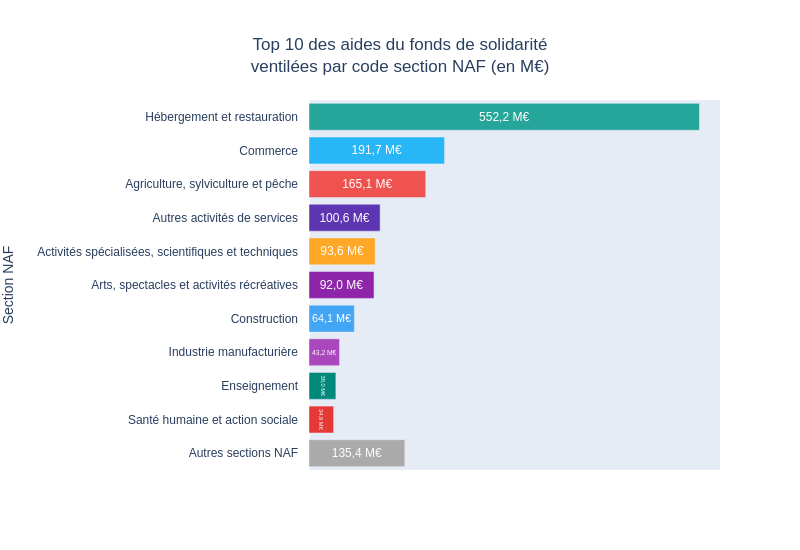 Top 10 des aides du fonds de solidarité
ventilées par code section NAF (en M€)
Section NAF
Hébergement et restauration 552,2 M€
Commerce 191,7 M€
Agriculture, sylviculture et pêche 165,1 M€
Autres activités de services 100,6 M€
Activités spécialisées, scientifiques et techniques 93,6 M€
Arts, spectacles et activités récréatives 92,0 M€
Construction 64,1 M€
Industrie manufacturière 43,2 M€
Enseignement
Santé humaine et action sociale
Autres sections NAF 135,4 M€